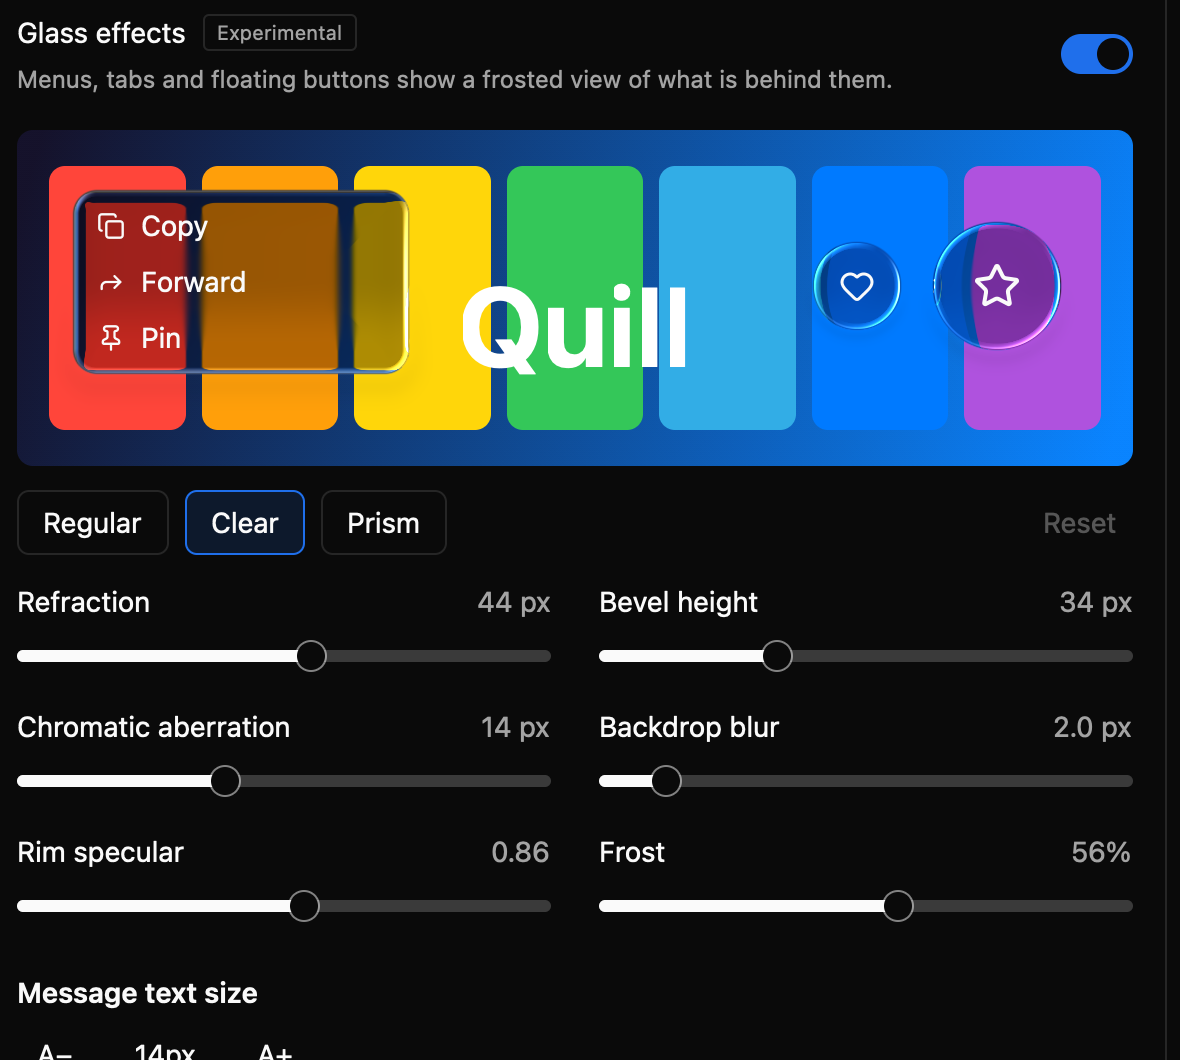 Glass effects Experimental
Menus, tabs and floating buttons show a frosted view of what is behind them.
Copy
Forward
Pin
Quill
Regular Clear Prism Reset
Refraction 44 px Bevel height 34 px
Chromatic aberration 14 px Backdrop blur 2.0 px
Rim specular 0.86 Frost 56%
Message text size
A− 14px A+